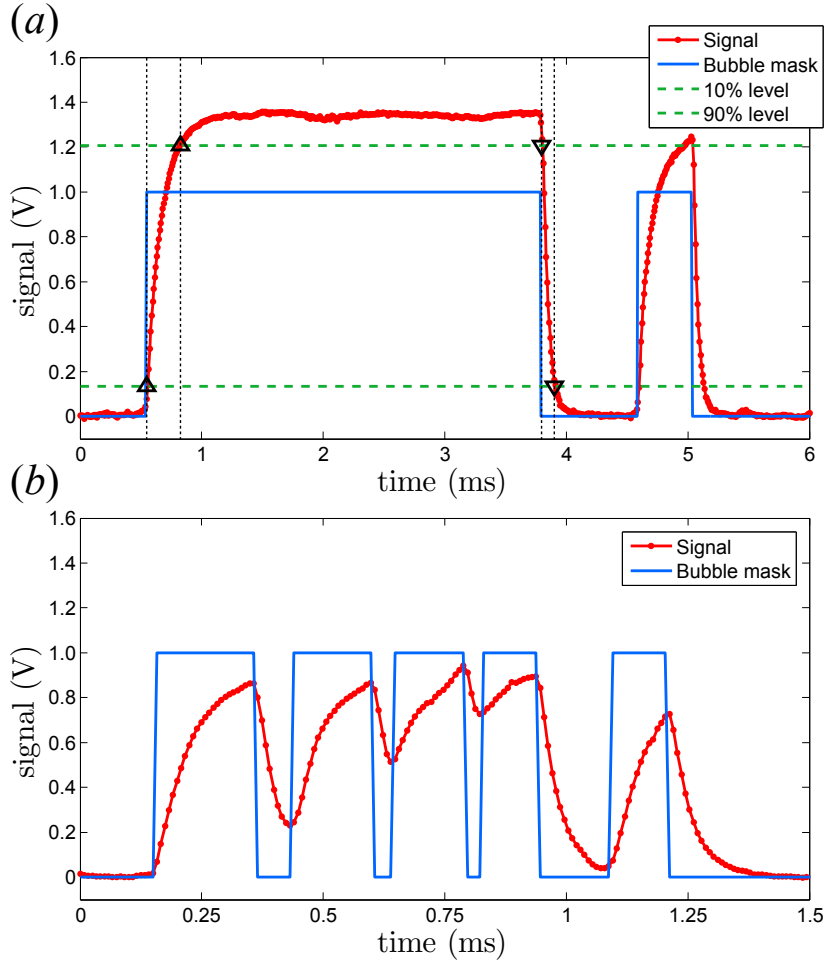 (a)
1.6
1.4
1.2
1.0
0.8
0.6
0.4
0.2
0
signal (V)
Signal
Bubble mask
10% level
90% level
0 1 2 3 4 5 6
time (ms)
(b)
1.6
1.4
1.2
1.0
0.8
0.6
0.4
0.2
0
signal (V)
Signal
Bubble mask
0 0.25 0.5 0.75 1 1.25 1.5
time (ms)